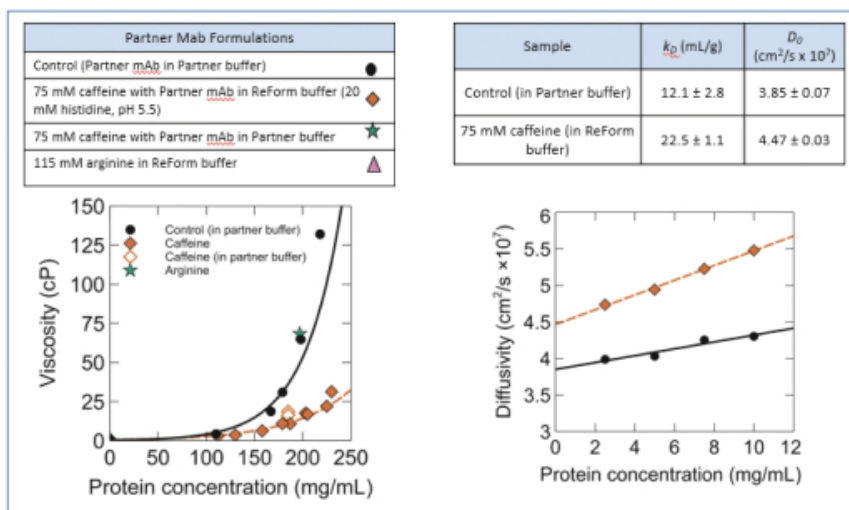 Partner Mab Formulations
Control (Partner mAb in Partner buffer)
75 mM caffeine with Partner mAb in ReForm buffer (20
mM histidine, pH 5.5)
75 mM caffeine with Partner mAb in Partner buffer
115 mM arginine in ReForm buffer
Sample
k_D (mL/g)
D_0
(cm²/s x 10⁷)
Control (in Partner buffer)
12.1 ± 2.8
3.85 ± 0.07
75 mM caffeine (in ReForm
buffer)
22.5 ± 1.1
4.47 ± 0.03
Viscosity (cP)
150
125
100
75
50
25
0
Control (in partner buffer)
Caffeine
Caffeine (in partner buffer)
Arginine
0 50 100 150 200 250
Protein concentration (mg/mL)
Diffusivity (cm²/s ×10⁷)
6
5.5
5
4.5
4
3.5
3
0 2 4 6 8 10 12
Protein concentration (mg/mL)